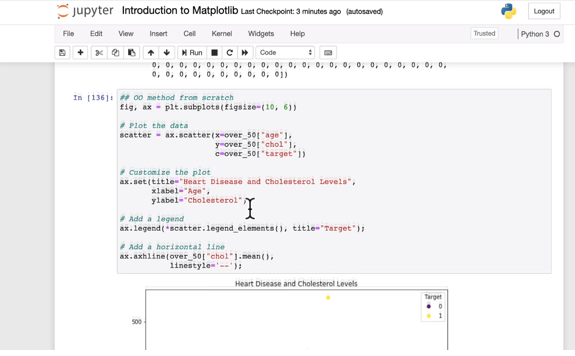 jupyter Introduction to Matplotlib Last Checkpoint: 3 minutes ago (autosaved) Logout
File Edit View Insert Cell Kernel Widgets Help Trusted Python 3
Run Code
0, 0, 0, 0, 0, 0, 0, 0, 0, 0, 0, 0, 0, 0, 0, 0, 0, 0, 0, 0, 0, 0,
0, 0, 0, 0, 0, 0, 0, 0, 0, 0])
In [136]:
## OO method from scratch
fig, ax = plt.subplots(figsize=(10, 6))
# Plot the data
scatter = ax.scatter(x=over_50["age"],
y=over_50["chol"],
c=over_50["target"])
# Customize the plot
ax.set(title="Heart Disease and Cholesterol Levels",
xlabel="Age",
ylabel="Cholesterol"
# Add a legend
ax.legend(*scatter.legend_elements(), title="Target");
# Add a horizontal line
ax.axhline(over_50["chol"].mean(),
linestyle='--');
Heart Disease and Cholesterol Levels
Target
0
1
500